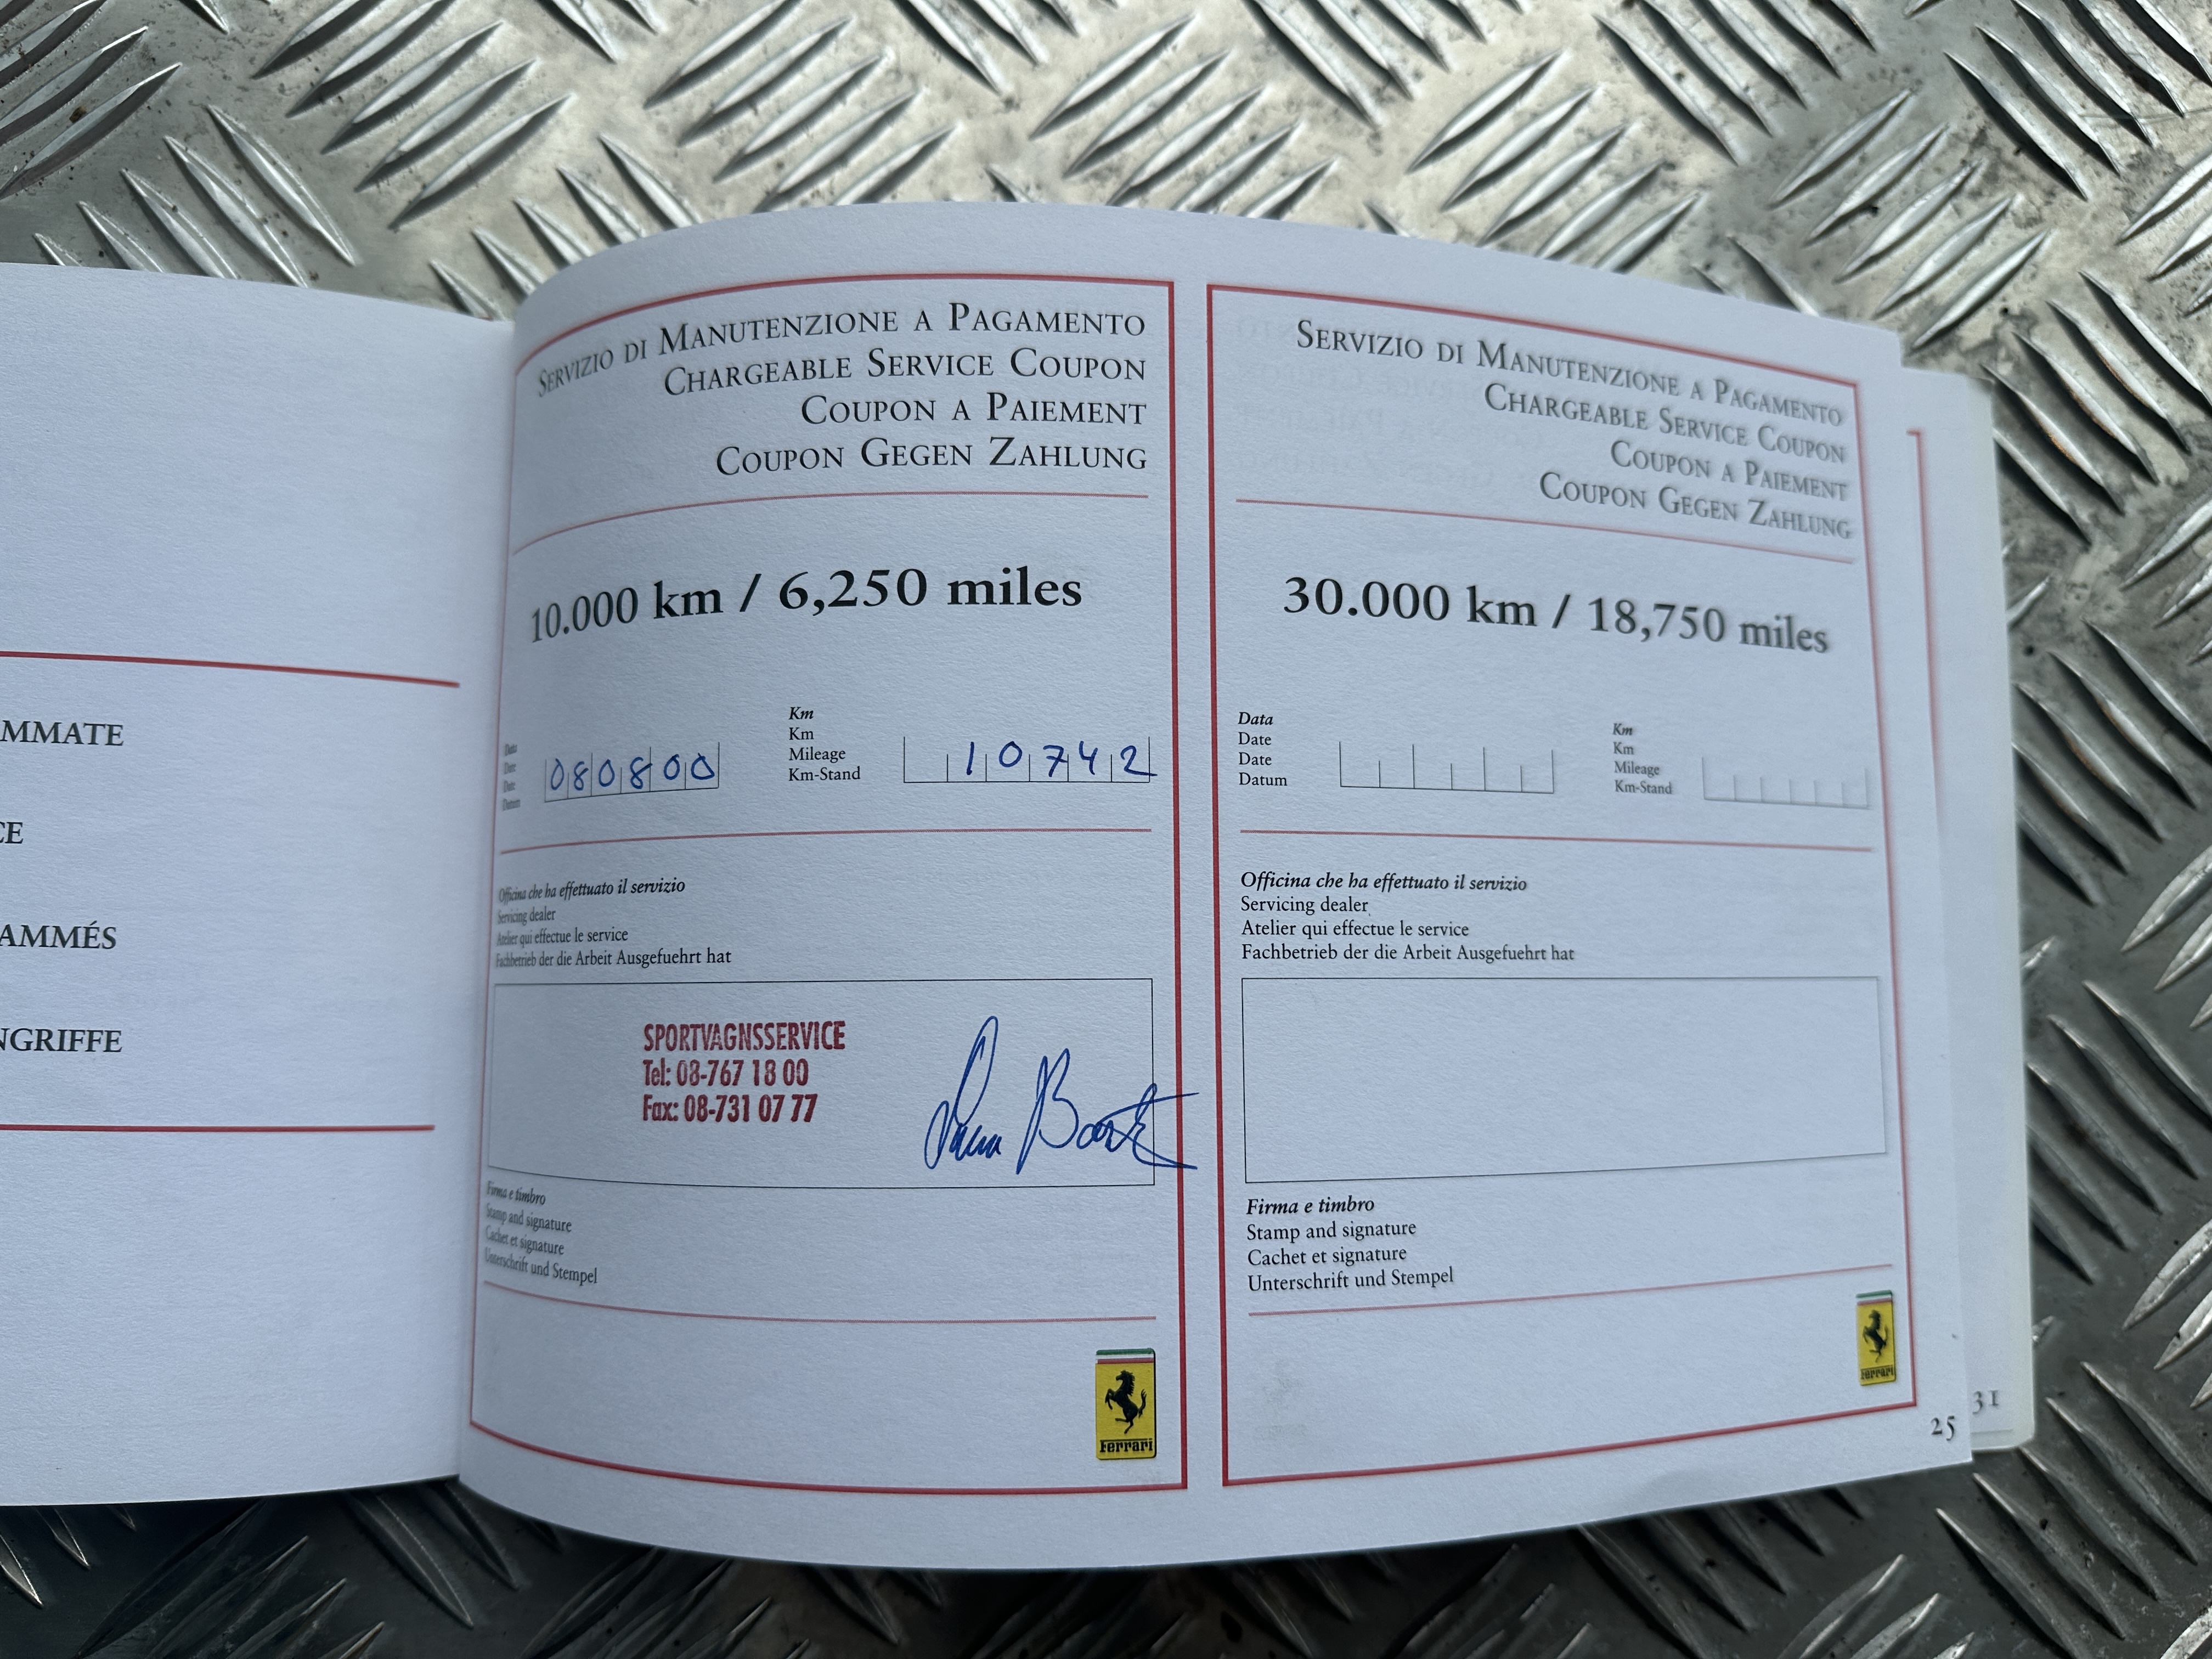 MMATE
CE
AMMÉS
NGRIFFE
SERVIZIO DI MANUTENZIONE A PAGAMENTO
CHARGEABLE SERVICE COUPON
COUPON A PAIEMENT
COUPON GEGEN ZAHLUNG
10.000 km / 6,250 miles
Data
Date
Date
Datum
080800
Km
Km
Mileage
Km-Stand
10742
Officina che ha effettuato il servizio
Servicing dealer
Atelier qui effectue le service
Fachbetrieb der die Arbeit Ausgefuehrt hat
SPORTVAGNSSERVICE
Tel: 08-767 18 00
Fax: 08-731 07 77
Firma e timbro
Stamp and signature
Cachet et signature
Unterschrift und Stempel
Ferrari
SERVIZIO DI MANUTENZIONE A PAGAMENTO
CHARGEABLE SERVICE COUPON
COUPON A PAIEMENT
COUPON GEGEN ZAHLUNG
30.000 km / 18,750 miles
Data
Date
Date
Datum
Km
Km
Mileage
Km-Stand
Officina che ha effettuato il servizio
Servicing dealer
Atelier qui effectue le service
Fachbetrieb der die Arbeit Ausgefuehrt hat
Firma e timbro
Stamp and signature
Cachet et signature
Unterschrift und Stempel
Ferrari
25
31